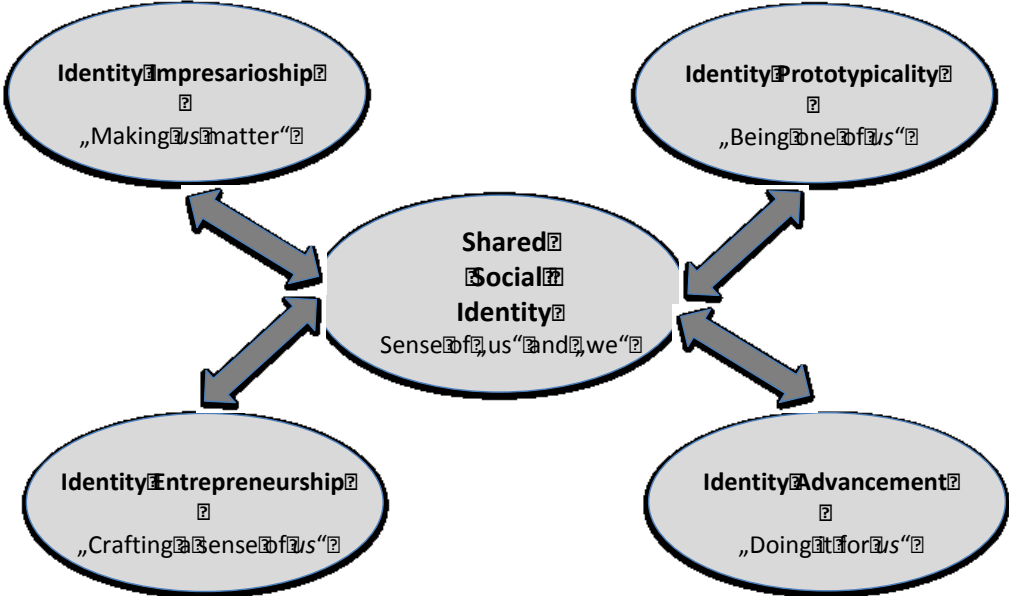 Identity Impresarioship
„Making us matter“
Identity Prototypicality
„Being one of us“
Shared
Social
Identity
Sense of „us“ and „we“
Identity Entrepreneurship
„Crafting a sense of us“
Identity Advancement
„Doing it for us“